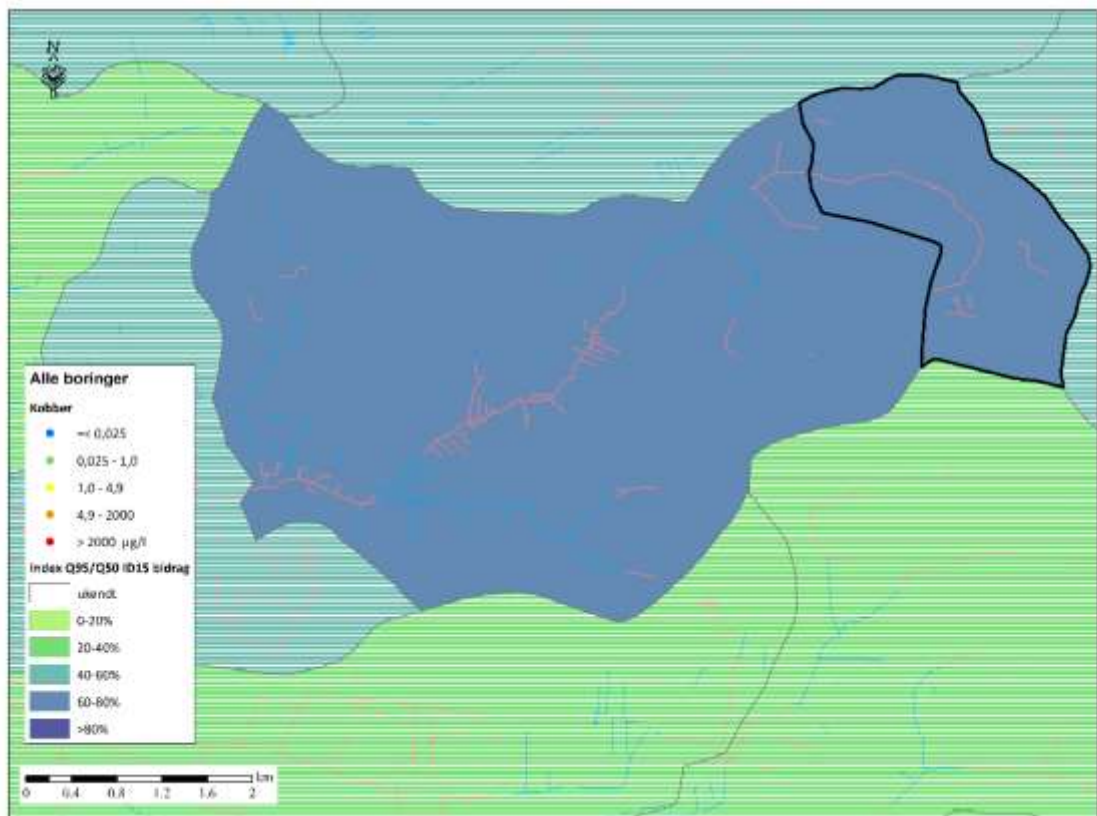 N
Alle boringer
Kobber
=< 0,025
0,025 - 1,0
1,0 - 4,9
4,9 - 2000
> 2000 µg/l
Index Q95/Q50 ID15 bidrag
ukendt
0-20%
20-40%
40-60%
60-80%
>80%
km
0 0.4 0.8 1.2 1.6 2